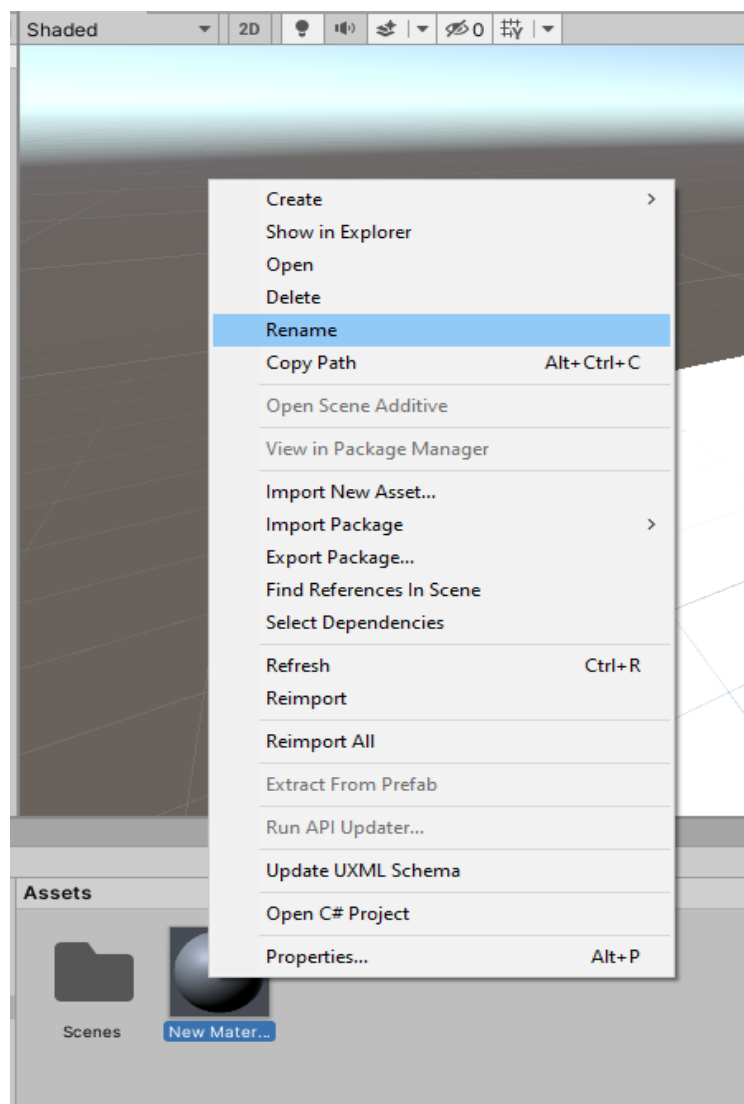 Shaded
2D
0
Create
Show in Explorer
Open
Delete
Rename
Copy Path Alt+Ctrl+C
Open Scene Additive
View in Package Manager
Import New Asset...
Import Package
Export Package...
Find References In Scene
Select Dependencies
Refresh Ctrl+R
Reimport
Reimport All
Extract From Prefab
Run API Updater...
Update UXML Schema
Open C# Project
Properties... Alt+P
Assets
Scenes
New Mater...